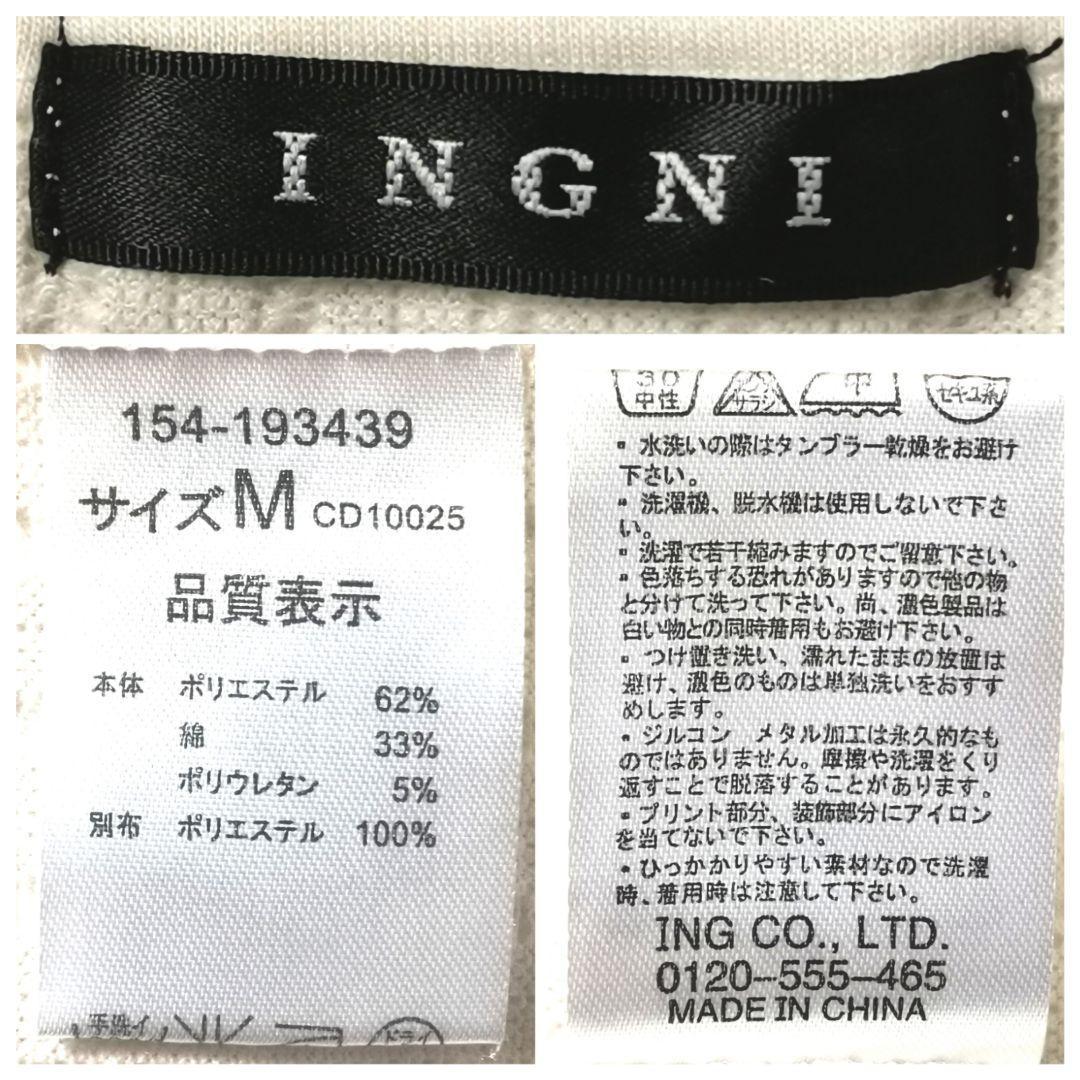 INGNI
154-193439
サイズM CD10025
品質表示
本体 ポリエステル 62%
綿 33%
ポリウレタン 5%
別布 ポリエステル 100%
手洗イ
ドライ
30
中性
サラシ
中
セキユ系
・水洗いの際はタンブラー乾燥をお避け
下さい。
・洗濯機、脱水機は使用しないで下さ
い。
・洗濯で若干縮みますのでご留意下さい。
・色落ちする恐れがありますので他の物
と分けて洗って下さい。尚、濃色製品は
白い物との同時着用もお避け下さい。
・つけ置き洗い、濡れたままの放置は
避け、濃色のものは単独洗いをおすす
めします。
・ジルコン メタル加工は永久的なも
のではありません。摩擦や洗濯をくり
返すことで脱落することがあります。
・プリント部分、装飾部分にアイロン
を当てないで下さい。
・ひっかかりやすい素材なので洗濯
時、着用時は注意して下さい。
ING CO., LTD.
0120-555-465
MADE IN CHINA